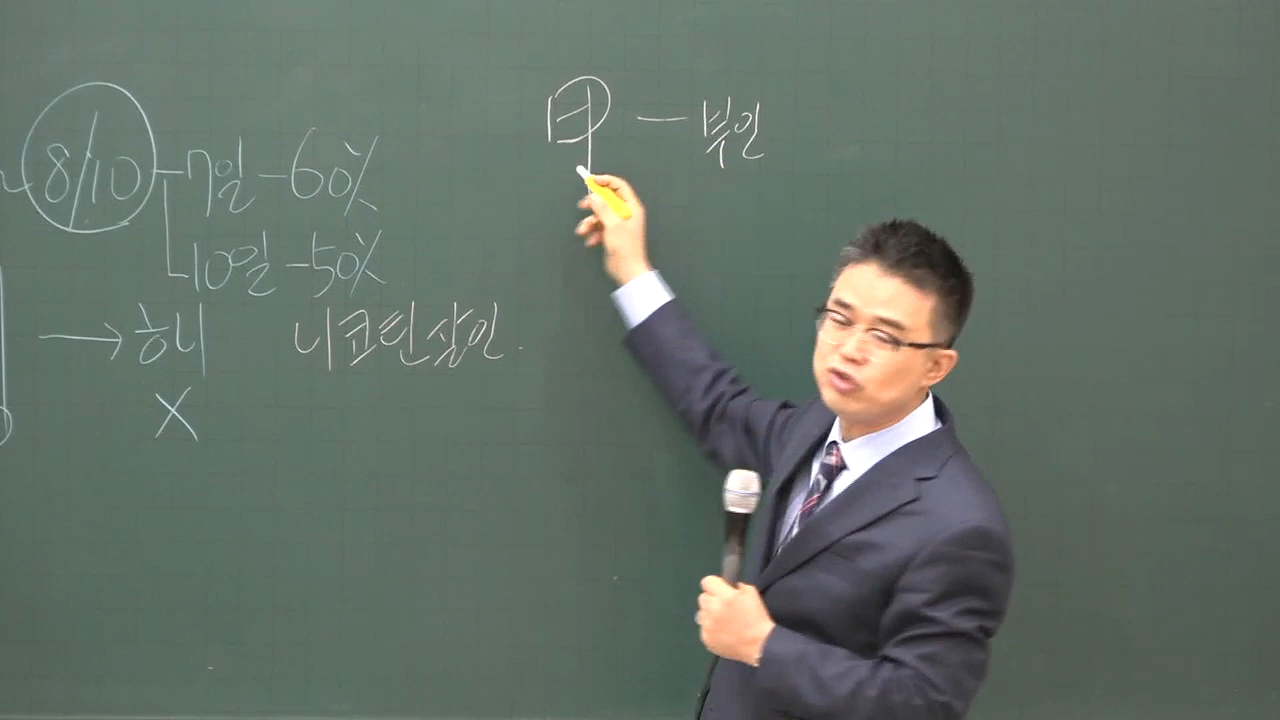 甲 — 부인
8/10 — 7일 – 60%
10일 – 50%
→ 하니 니코틴 살인.
X